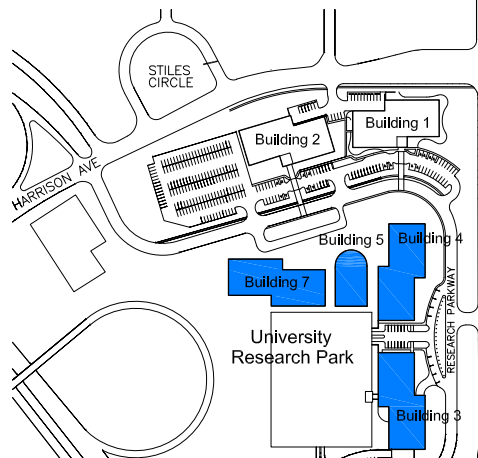 STILES
CIRCLE
Building 1
Building 2
HARRISON AVE
Building 5
Building 4
Building 7
University
Research Park
RESEARCH PARKWAY
Building 3